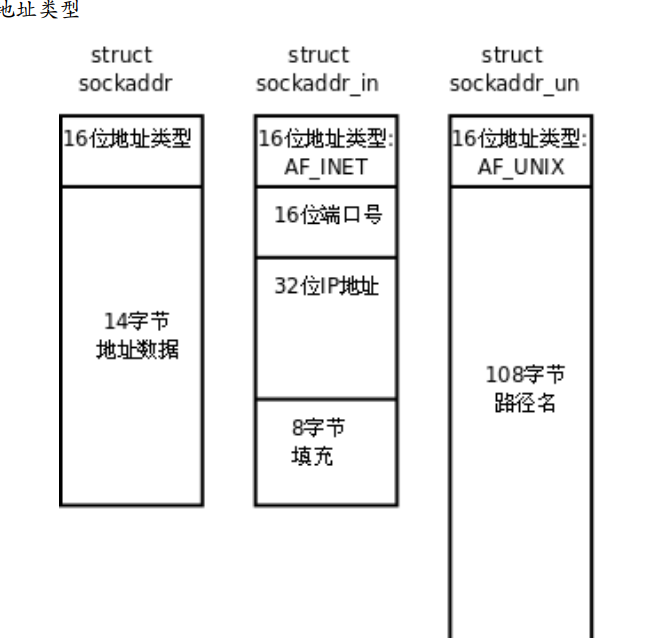 地址类型
struct
sockaddr
16位地址类型
14字节
地址数据
struct
sockaddr_in
16位地址类型:
AF_INET
16位端口号
32位IP地址
8字节
填充
struct
sockaddr_un
16位地址类型:
AF_UNIX
108字节
路径名